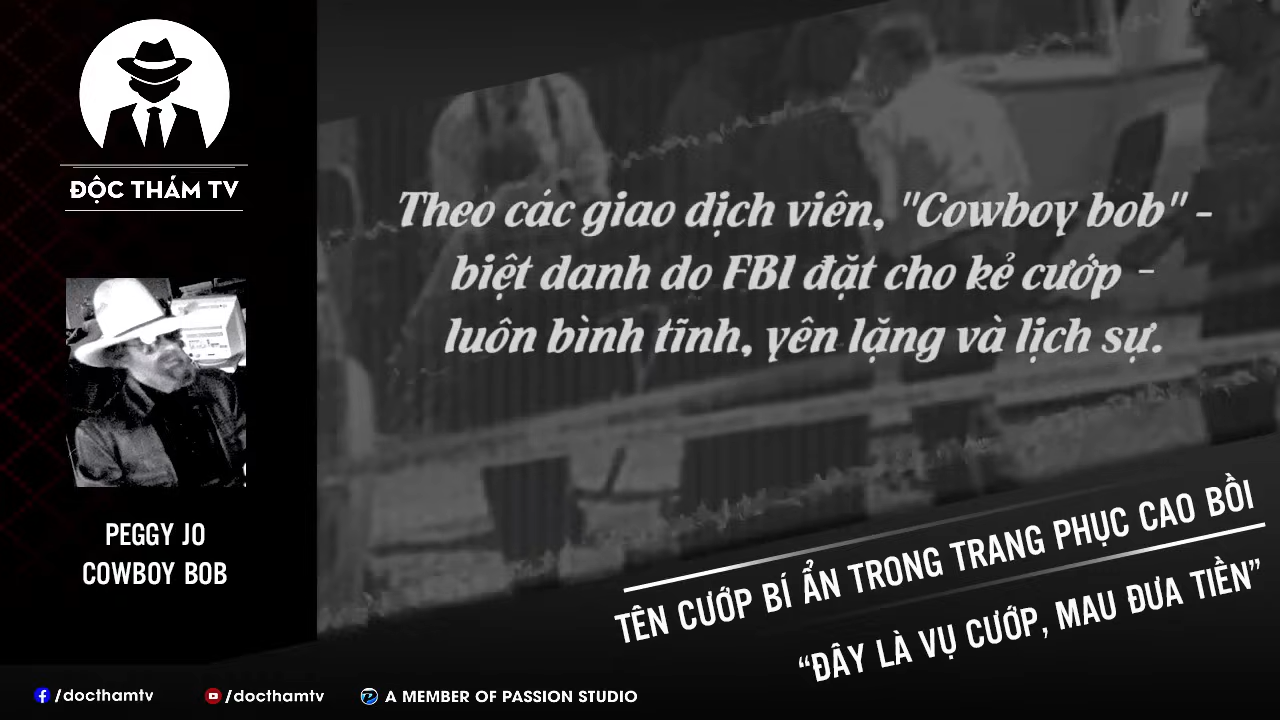 ĐỘC THÁM TV
PEGGY JO
COWBOY BOB
Theo các giao dịch viên, "Cowboy bob" -
biệt danh do FBI đặt cho kẻ cướp -
luôn bình tĩnh, yên lặng và lịch sự.
TÊN CƯỚP BÍ ẨN TRONG TRANG PHỤC CAO BỒI
“ĐÂY LÀ VỤ CƯỚP, MAU ĐƯA TIỀN”
/docthamtv
/docthamtv
A MEMBER OF PASSION STUDIO